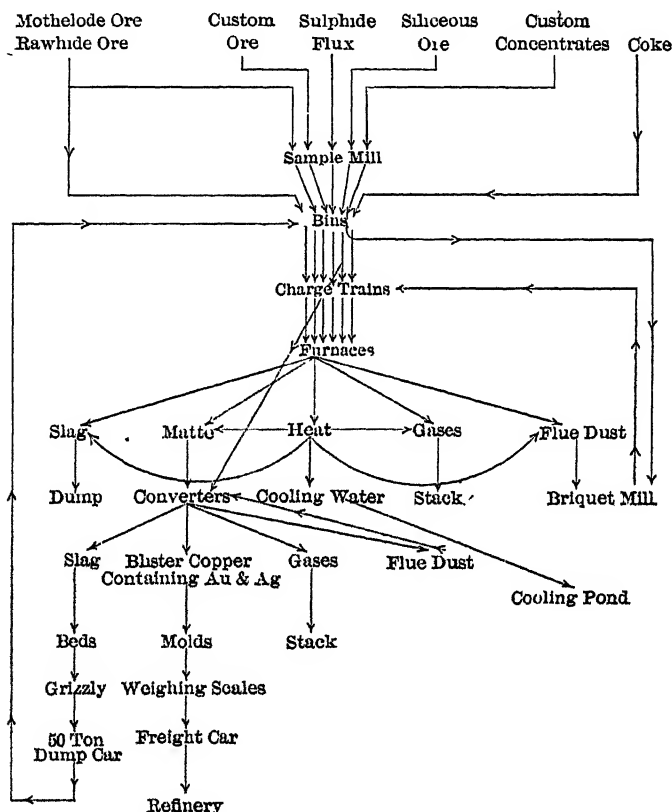 Mothelode Ore
Rawhide Ore
Custom
Ore
Sulphide
Flux
Siliceous
Ore
Custom
Concentrates
Coke
Sample Mill
Bins
Charge Trains
Furnaces
Slag
Matte
Heat
Gases
Flue Dust
Dump
Converters
Cooling Water
Stack
Briquet Mill
Slag
Blister Copper
Containing Au & Ag
Gases
Flue Dust
Cooling Pond
Beds
Molds
Stack
Grizzly
Weighing Scales
50 Ton
Dump Car
Freight Car
Refinery